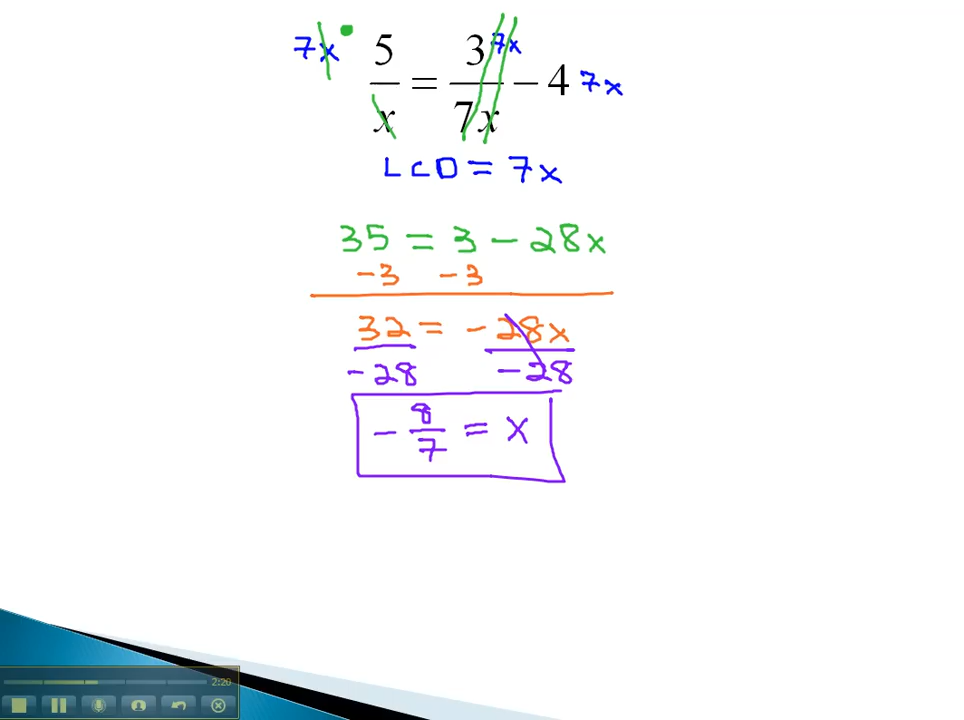 7x • 5/x = 3 7x/7x − 4 7x
LCD = 7x
35 = 3 − 28x
−3 −3
32 = −28x
−28 −28
−8/7 = x
2:20